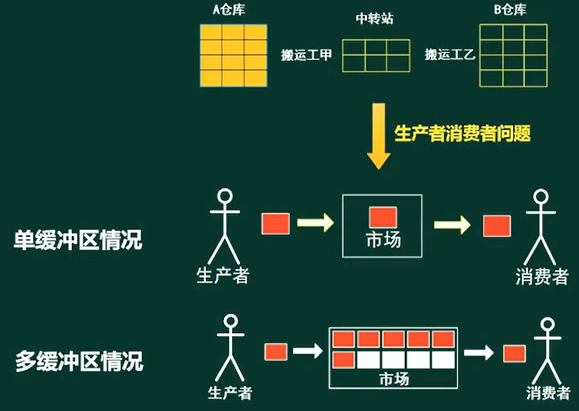 A仓库
中转站
B仓库
搬运工甲
搬运工乙
生产者消费者问题
单缓冲区情况
市场
生产者
消费者
多缓冲区情况
市场
生产者
消费者